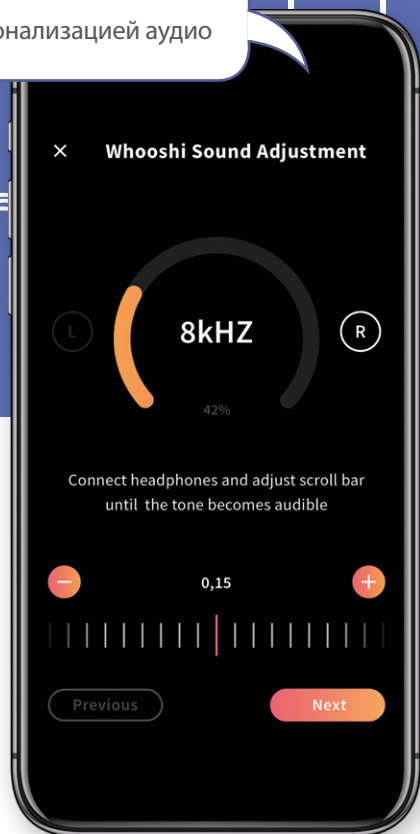 аудио
Whooshi Sound Adjustment
L
8kHZ
R
42%
Connect headphones and adjust scroll bar
until the tone becomes audible
0,15
Previous
Next